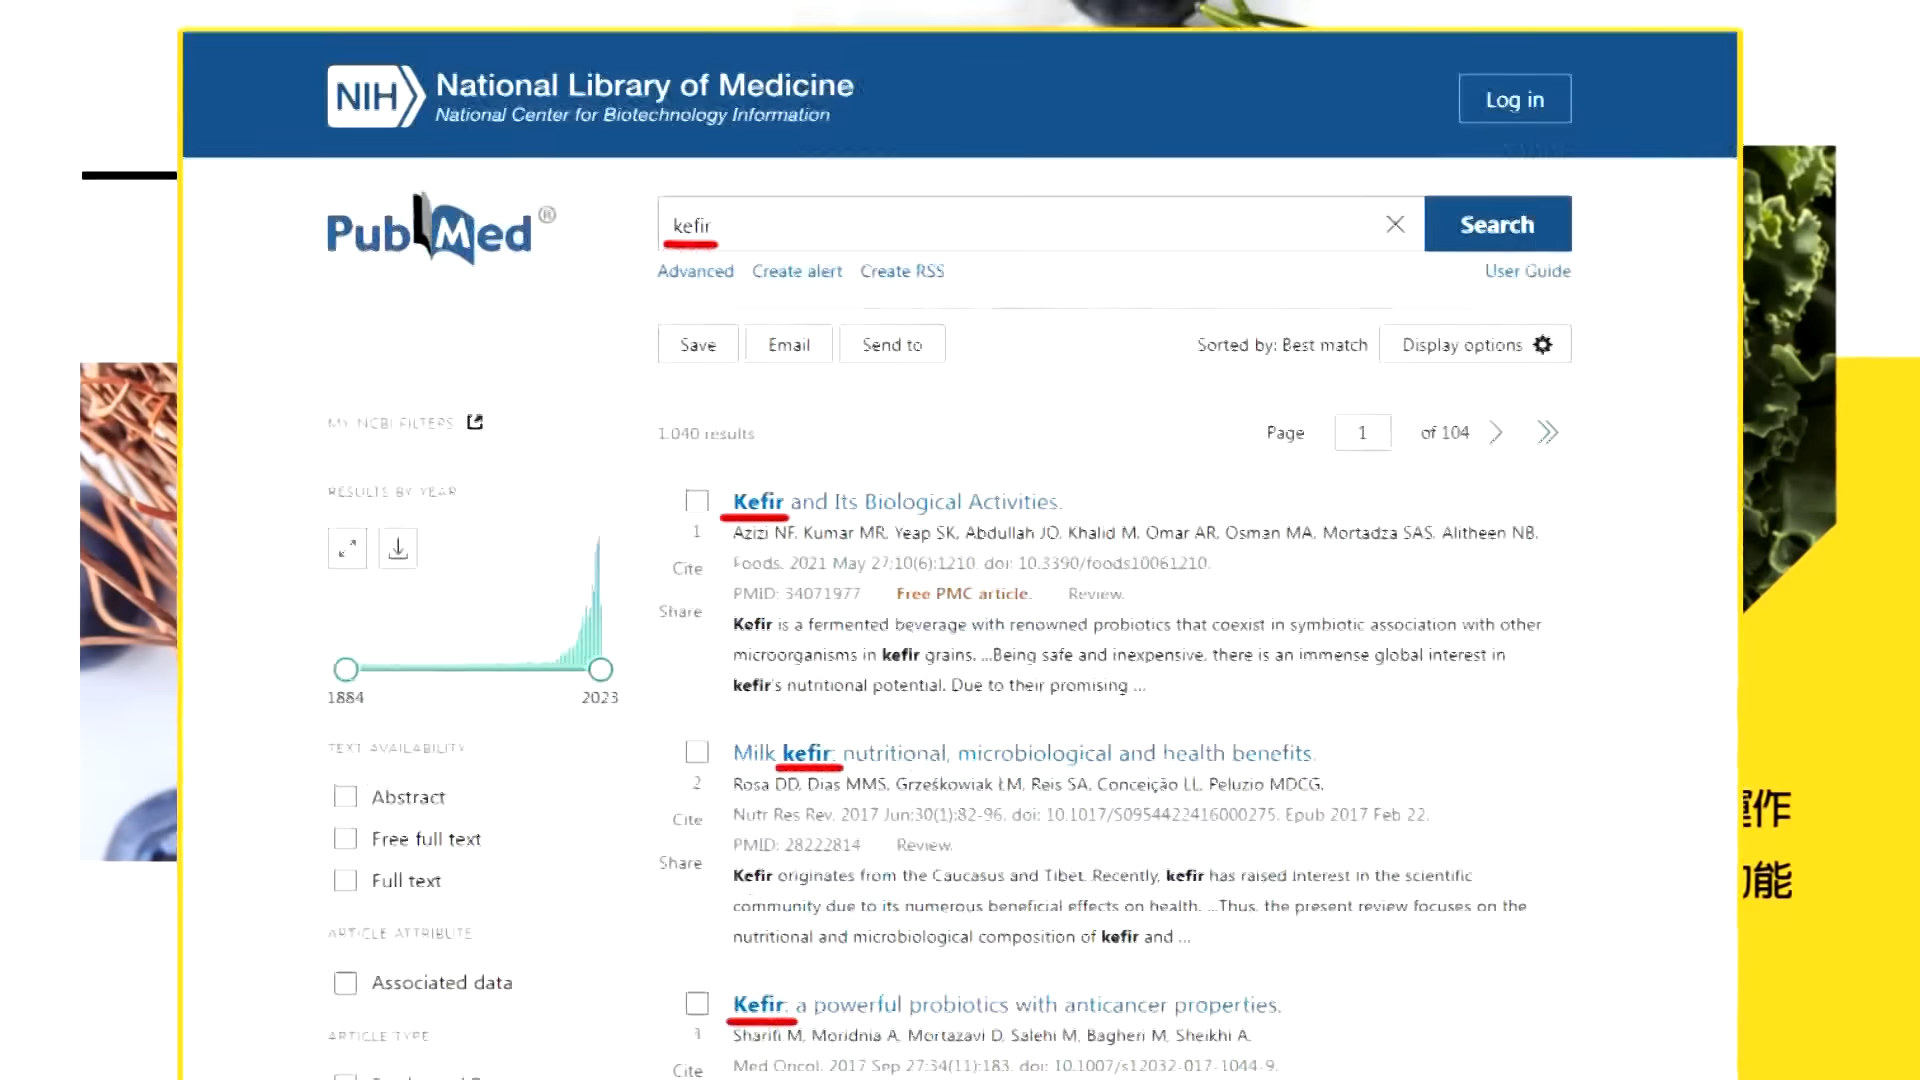 NIH National Library of Medicine
National Center for Biotechnology Information
Log in
PubMed®
kefir
Search
Advanced Create alert Create RSS
User Guide
Save Email Send to
Sorted by: Best match
Display options
MY NCBI FILTERS
1,040 results
Page 1 of 104
RESULTS BY YEAR
1884 2023
TEXT AVAILABILITY
Abstract
Free full text
Full text
ARTICLE ATTRIBUTE
Associated data
ARTICLE TYPE
Kefir and Its Biological Activities.
1
Azizi NF, Kumar MR, Yeap SK, Abdullah JO, Khalid M, Omar AR, Osman MA, Mortadza SAS, Alitheen NB.
Cite
Foods. 2021 May 27;10(6):1210. doi: 10.3390/foods10061210.
PMID: 34071977 Free PMC article. Review.
Share
Kefir is a fermented beverage with renowned probiotics that coexist in symbiotic association with other
microorganisms in kefir grains. ...Being safe and inexpensive, there is an immense global interest in
kefir's nutritional potential. Due to their promising ...
Milk kefir: nutritional, microbiological and health benefits.
2
Rosa DD, Dias MMS, Grześkowiak ŁM, Reis SA, Conceição LL, Peluzio MDCG.
Cite
Nutr Res Rev. 2017 Jun;30(1):82-96. doi: 10.1017/S0954422416000275. Epub 2017 Feb 22.
PMID: 28222814 Review.
Share
Kefir originates from the Caucasus and Tibet. Recently, kefir has raised interest in the scientific
community due to its numerous beneficial effects on health. ...Thus, the present review focuses on the
nutritional and microbiological composition of kefir and ...
Kefir: a powerful probiotics with anticancer properties.
3
Sharifi M, Moridnia A, Mortazavi D, Salehi M, Bagheri M, Sheikhi A.
Cite
Med Oncol. 2017 Sep 27;34(11):183. doi: 10.1007/s12032-017-1044-9.
作
能